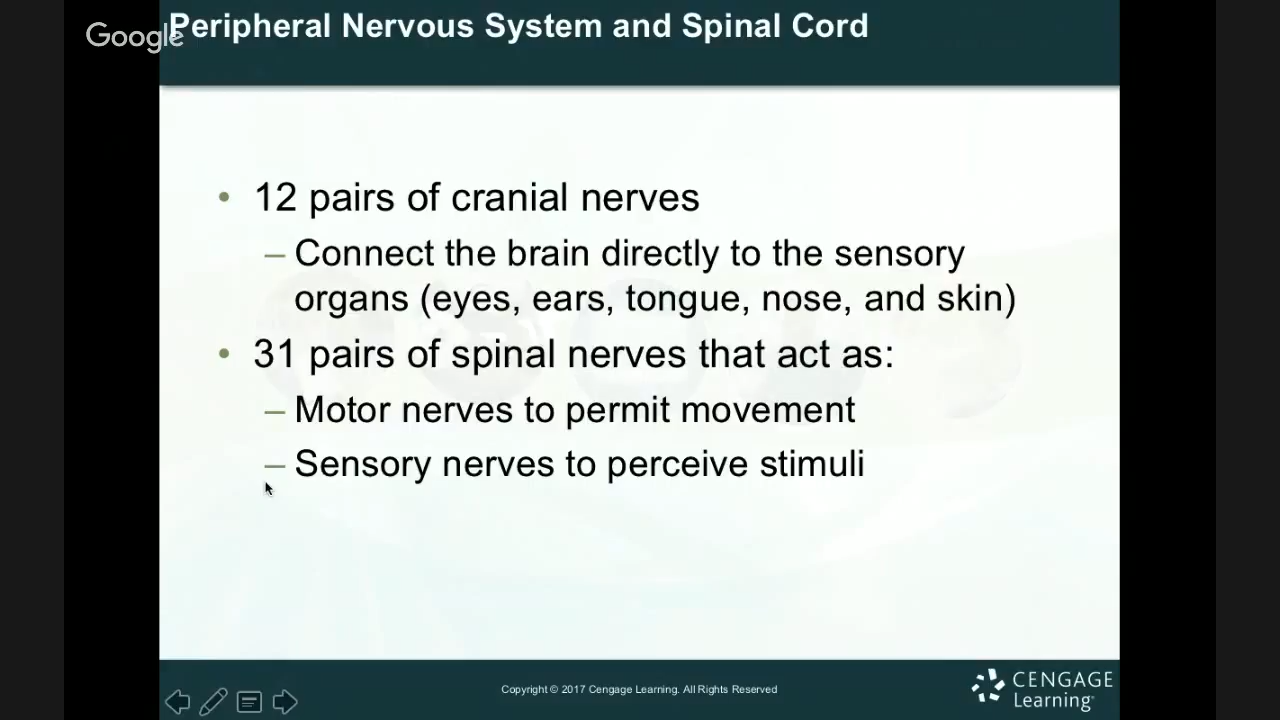 Google
Peripheral Nervous System and Spinal Cord
• 12 pairs of cranial nerves
– Connect the brain directly to the sensory
organs (eyes, ears, tongue, nose, and skin)
• 31 pairs of spinal nerves that act as:
– Motor nerves to permit movement
– Sensory nerves to perceive stimuli
Copyright © 2017 Cengage Learning. All Rights Reserved
CENGAGE
Learning